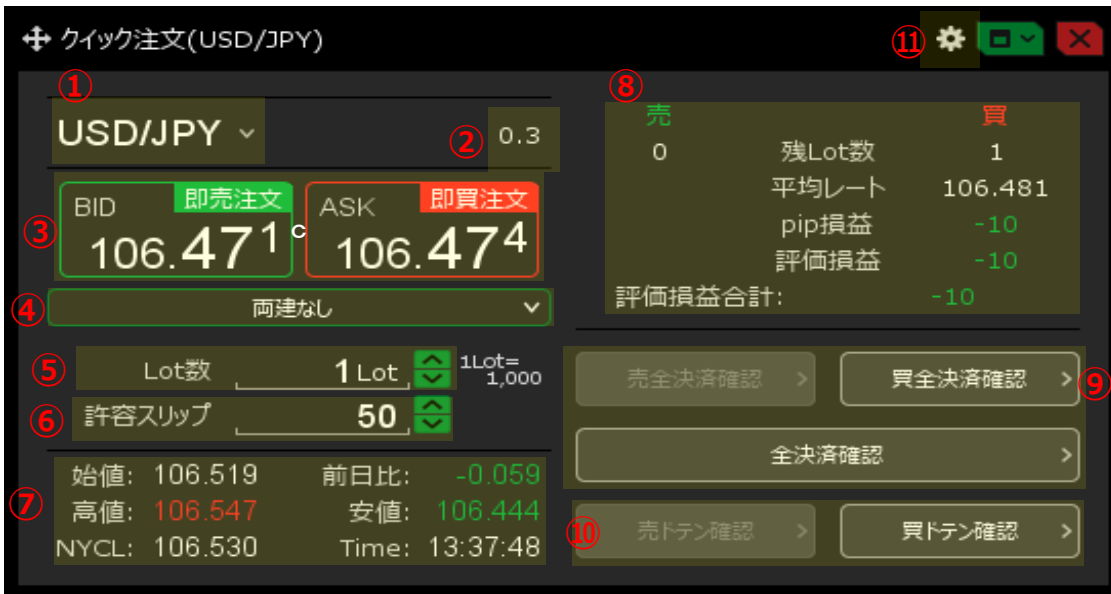 クイック注文(USD/JPY)
⑪
①
USD/JPY
② 0.3
③
BID 即売注文
106.471
c
ASK 即買注文
106.474
④ 両建なし
⑤ Lot数 1 Lot 1Lot=
1,000
⑥ 許容スリップ 50
⑦
始値: 106.519 前日比: -0.059
高値: 106.547 安値: 106.444
NYCL: 106.530 Time: 13:37:48
⑧
売 買
0 残Lot数 1
平均レート 106.481
pip損益 -10
評価損益 -10
評価損益合計: -10
売全決済確認 > 買全決済確認 > ⑨
全決済確認 >
⑩ 売ドテン確認 > 買ドテン確認 >